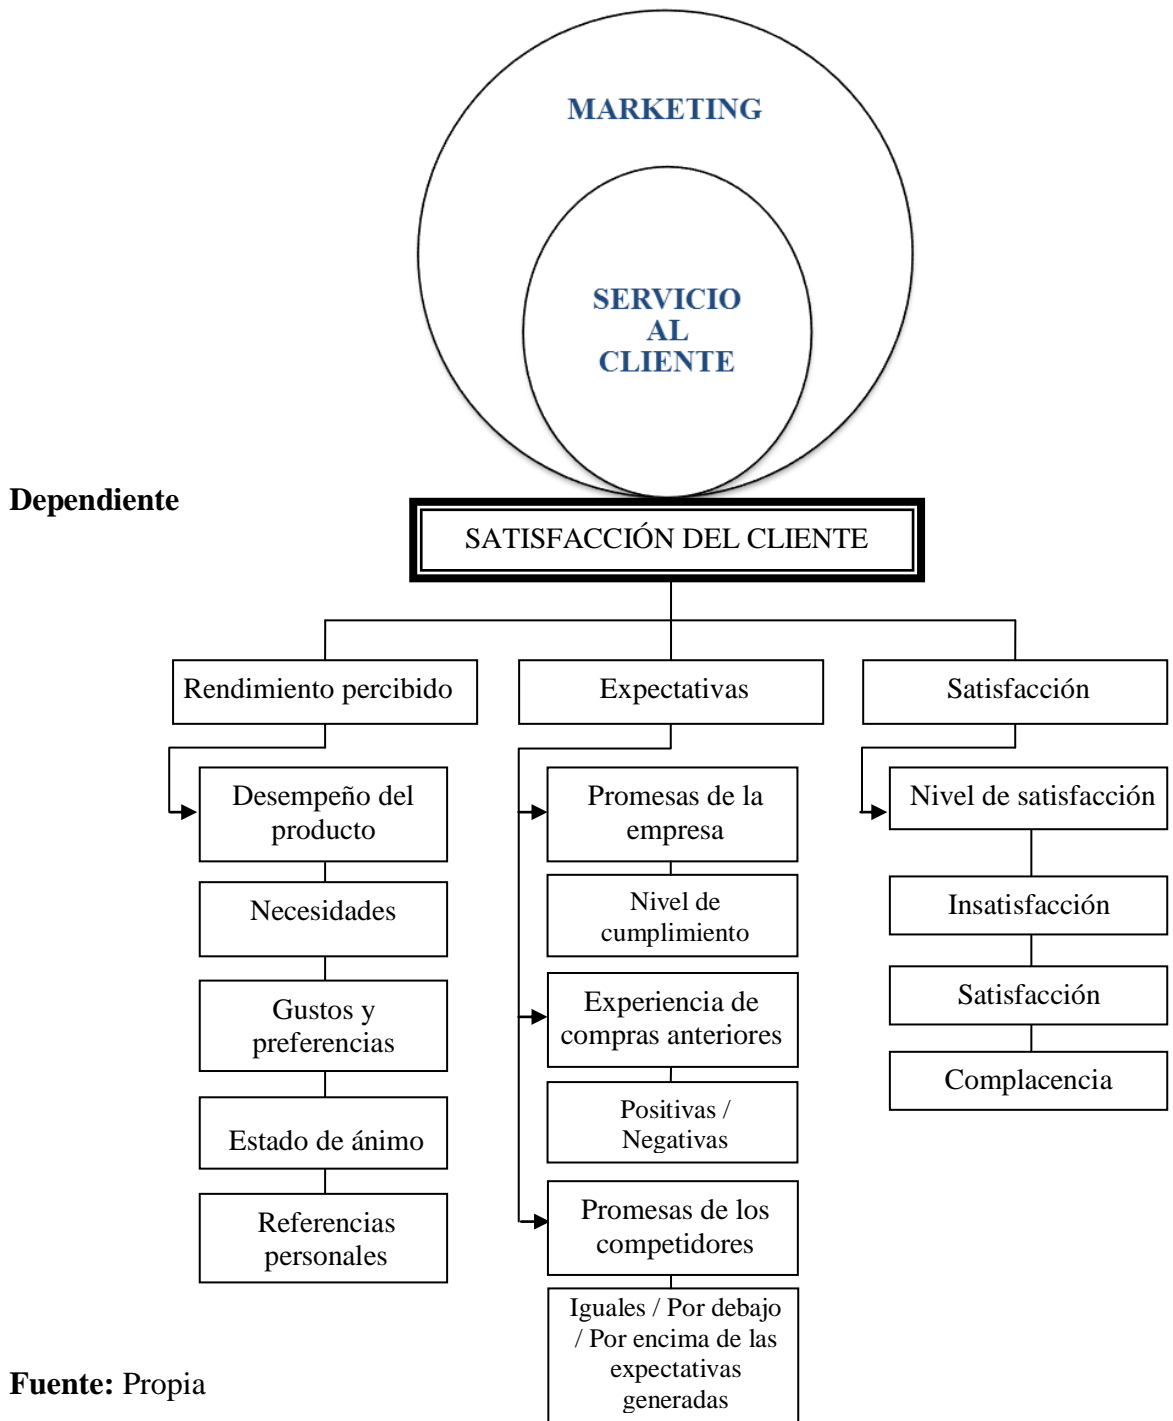 MARKETING
SERVICIO
AL
CLIENTE
Dependiente
SATISFACCIÓN DEL CLIENTE
Rendimiento percibido
Desempeño del
producto
Necesidades
Gustos y
preferencias
Estado de ánimo
Referencias
personales
Expectativas
Promesas de la
empresa
Nivel de
cumplimiento
Experiencia de
compras anteriores
Positivas /
Negativas
Promesas de los
competidores
Iguales / Por debajo
/ Por encima de las
expectativas
generadas
Satisfacción
Nivel de satisfacción
Insatisfacción
Satisfacción
Complacencia
Fuente: Propia